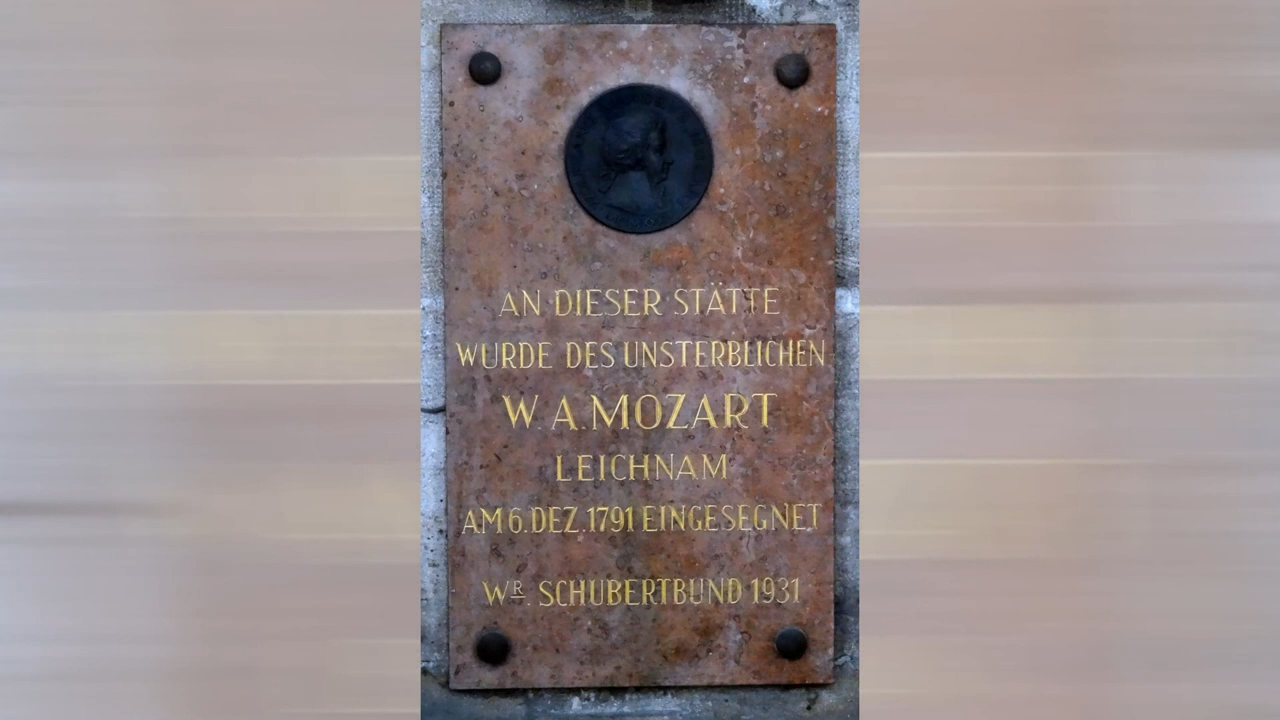 AN DIESER STÄTTE
WURDE DES UNSTERBLICHEN
W. A. MOZART
LEICHNAM
AM 6. DEZ. 1791 EINGESEGNET
WR. SCHUBERTBUND 1931